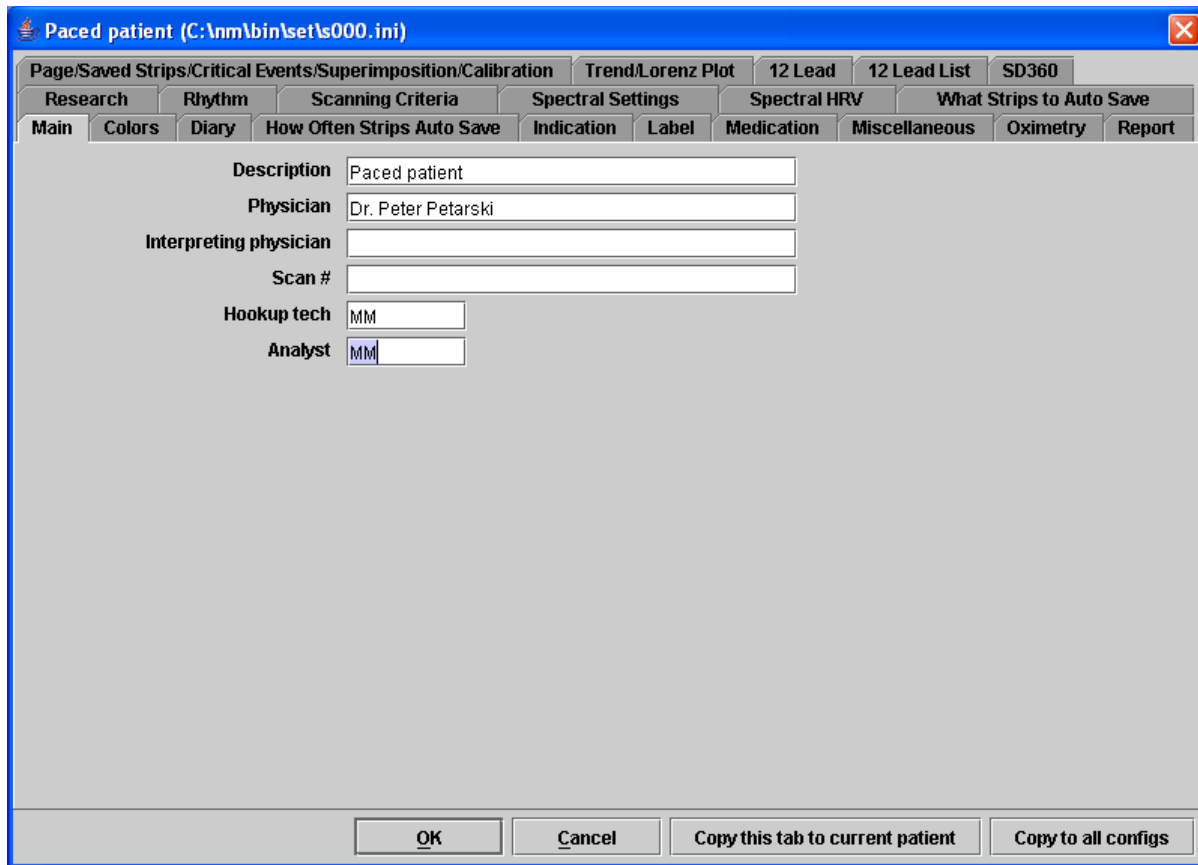 Paced patient (C:\nm\bin\set\s000.ini)
Page/Saved Strips/Critical Events/Superimposition/Calibration Trend/Lorenz Plot 12 Lead 12 Lead List SD360
Research Rhythm Scanning Criteria Spectral Settings Spectral HRV What Strips to Auto Save
Main Colors Diary How Often Strips Auto Save Indication Label Medication Miscellaneous Oximetry Report
Description Paced patient
Physician Dr. Peter Petarski
Interpreting physician
Scan #
Hookup tech MM
Analyst MM
OK Cancel Copy this tab to current patient Copy to all configs